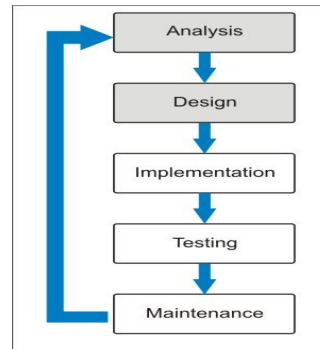 Analysis
Design
Implementation
Testing
Maintenance